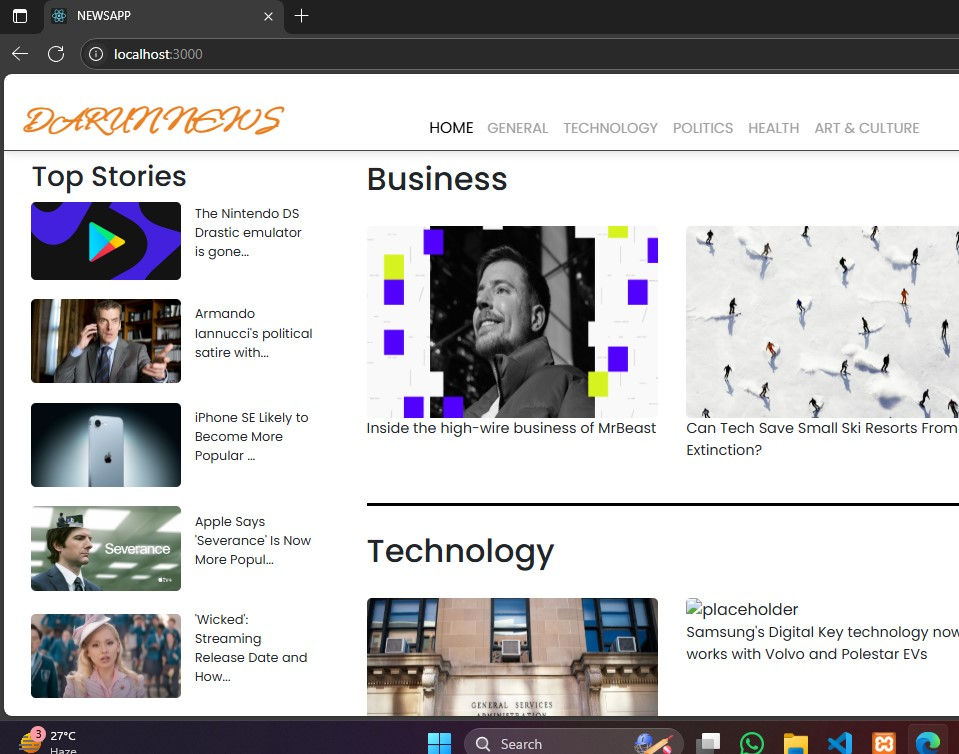 NEWSAPP
localhost:3000
DARUN NEWS
HOME GENERAL TECHNOLOGY POLITICS HEALTH ART & CULTURE
Top Stories
The Nintendo DS
Drastic emulator
is gone...
Armando
Iannucci's political
satire with...
iPhone SE Likely to
Become More
Popular ...
Severance
tv+
Apple Says
'Severance' Is Now
More Popul...
'Wicked':
Streaming
Release Date and
How...
Business
Inside the high-wire business of MrBeast
Can Tech Save Small Ski Resorts From
Extinction?
Technology
GENERAL SERVICES
ADMINISTRATION
placeholder
Samsung's Digital Key technology now
works with Volvo and Polestar EVs
3
27°C
Haze
Search